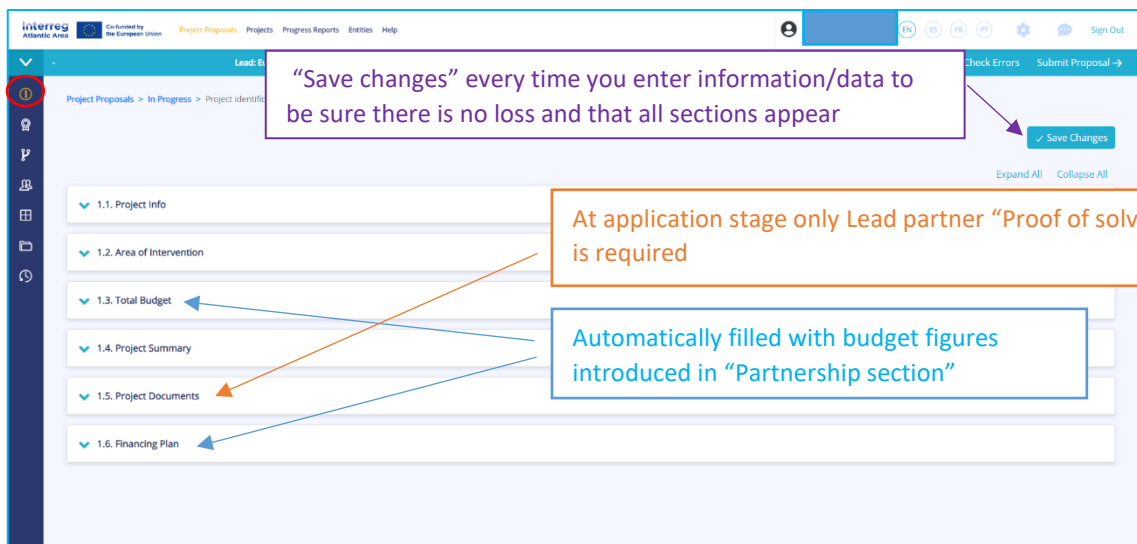 Interreg
Atlantic Area
Co-funded by
the European Union
Project Proposals Projects Progress Reports Entities Help
EN ES FR PT Sign Out
- Lead: Check Errors Submit Proposal →
Project Proposals > In Progress > Project
“Save changes” every time you enter information/data to
be sure there is no loss and that all sections appear
✓ Save Changes
Expand All Collapse All
1.1. Project Info
1.2. Area of Intervention
1.3. Total Budget
1.4. Project Summary
1.5. Project Documents
1.6. Financing Plan
At application stage only Lead partner “Proof of solv
is required
Automatically filled with budget figures
introduced in “Partnership section”